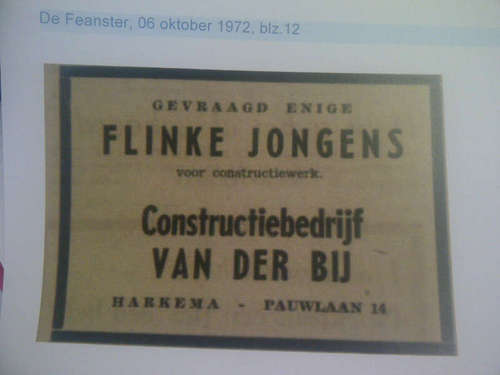 De Feanster, 06 oktober 1972, blz.12
GEVRAAGD ENIGE
FLINKE JONGENS
voor constructiewerk.
Constructiebedrijf
VAN DER BIJ
HARKEMA - PAUWLAAN 14